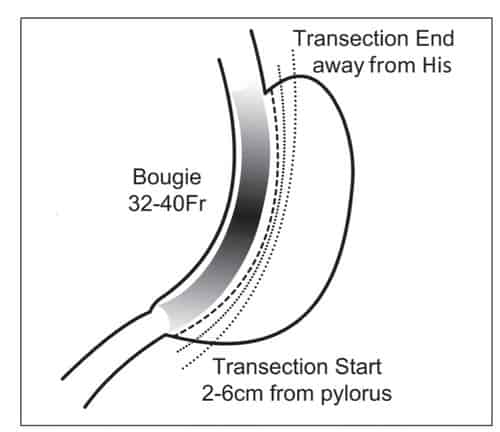 Transection End
away from His
Bougie
32-40Fr
Transection Start
2-6cm from pylorus